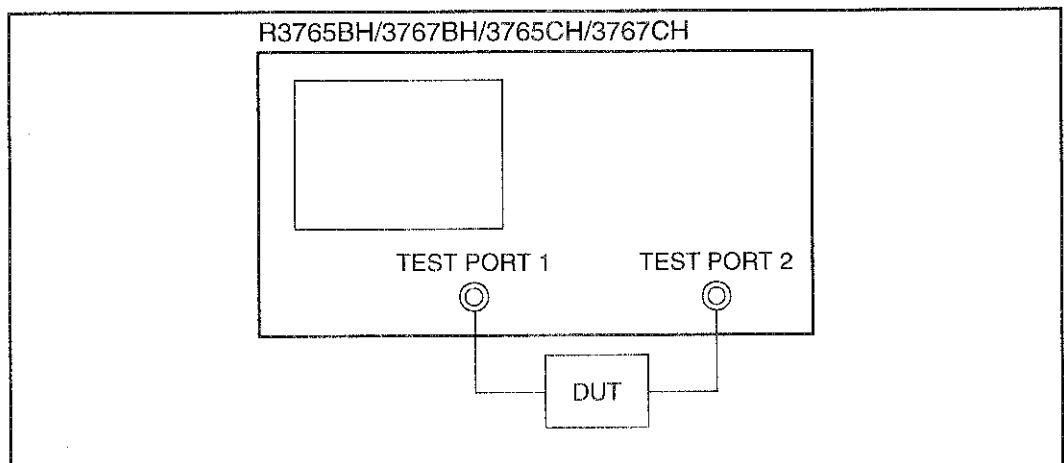 R3765BH/3767BH/3765CH/3767CH
TEST PORT 1
TEST PORT 2
DUT